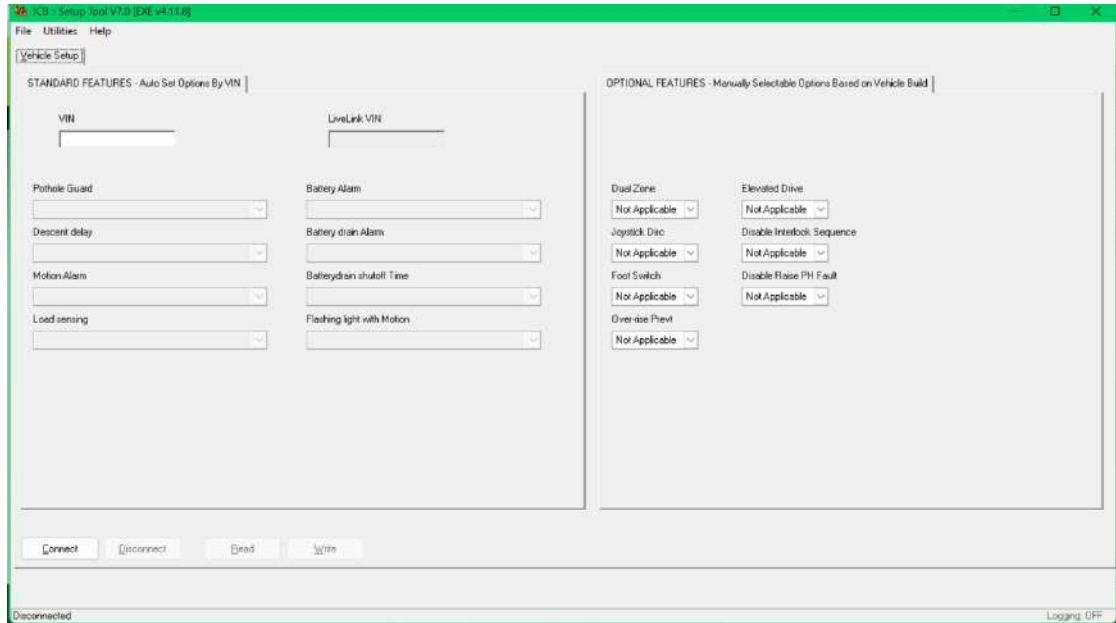 JCB :: Setup Tool V7.0 [EXE v4.11.8]
File Utilities Help
Vehicle Setup
STANDARD FEATURES - Auto Set Options By VIN
OPTIONAL FEATURES - Manually Selectable Options Based on Vehicle Build
VIN
LiveLink VIN
Pothole Guard
Battery Alarm
Dual Zone
Elevated Drive
Not Applicable
Not Applicable
Descent delay
Battery drain Alarm
Joystick Dirc
Disable Interlock Sequence
Not Applicable
Not Applicable
Motion Alarm
Batterydrain shutoff Time
Foot Switch
Disable Raise PH Fault
Not Applicable
Not Applicable
Load sensing
Flashing light with Motion
Over-rise Prevt
Not Applicable
Connect
Disconnect
Read
Write
Disconnected
Logging: OFF